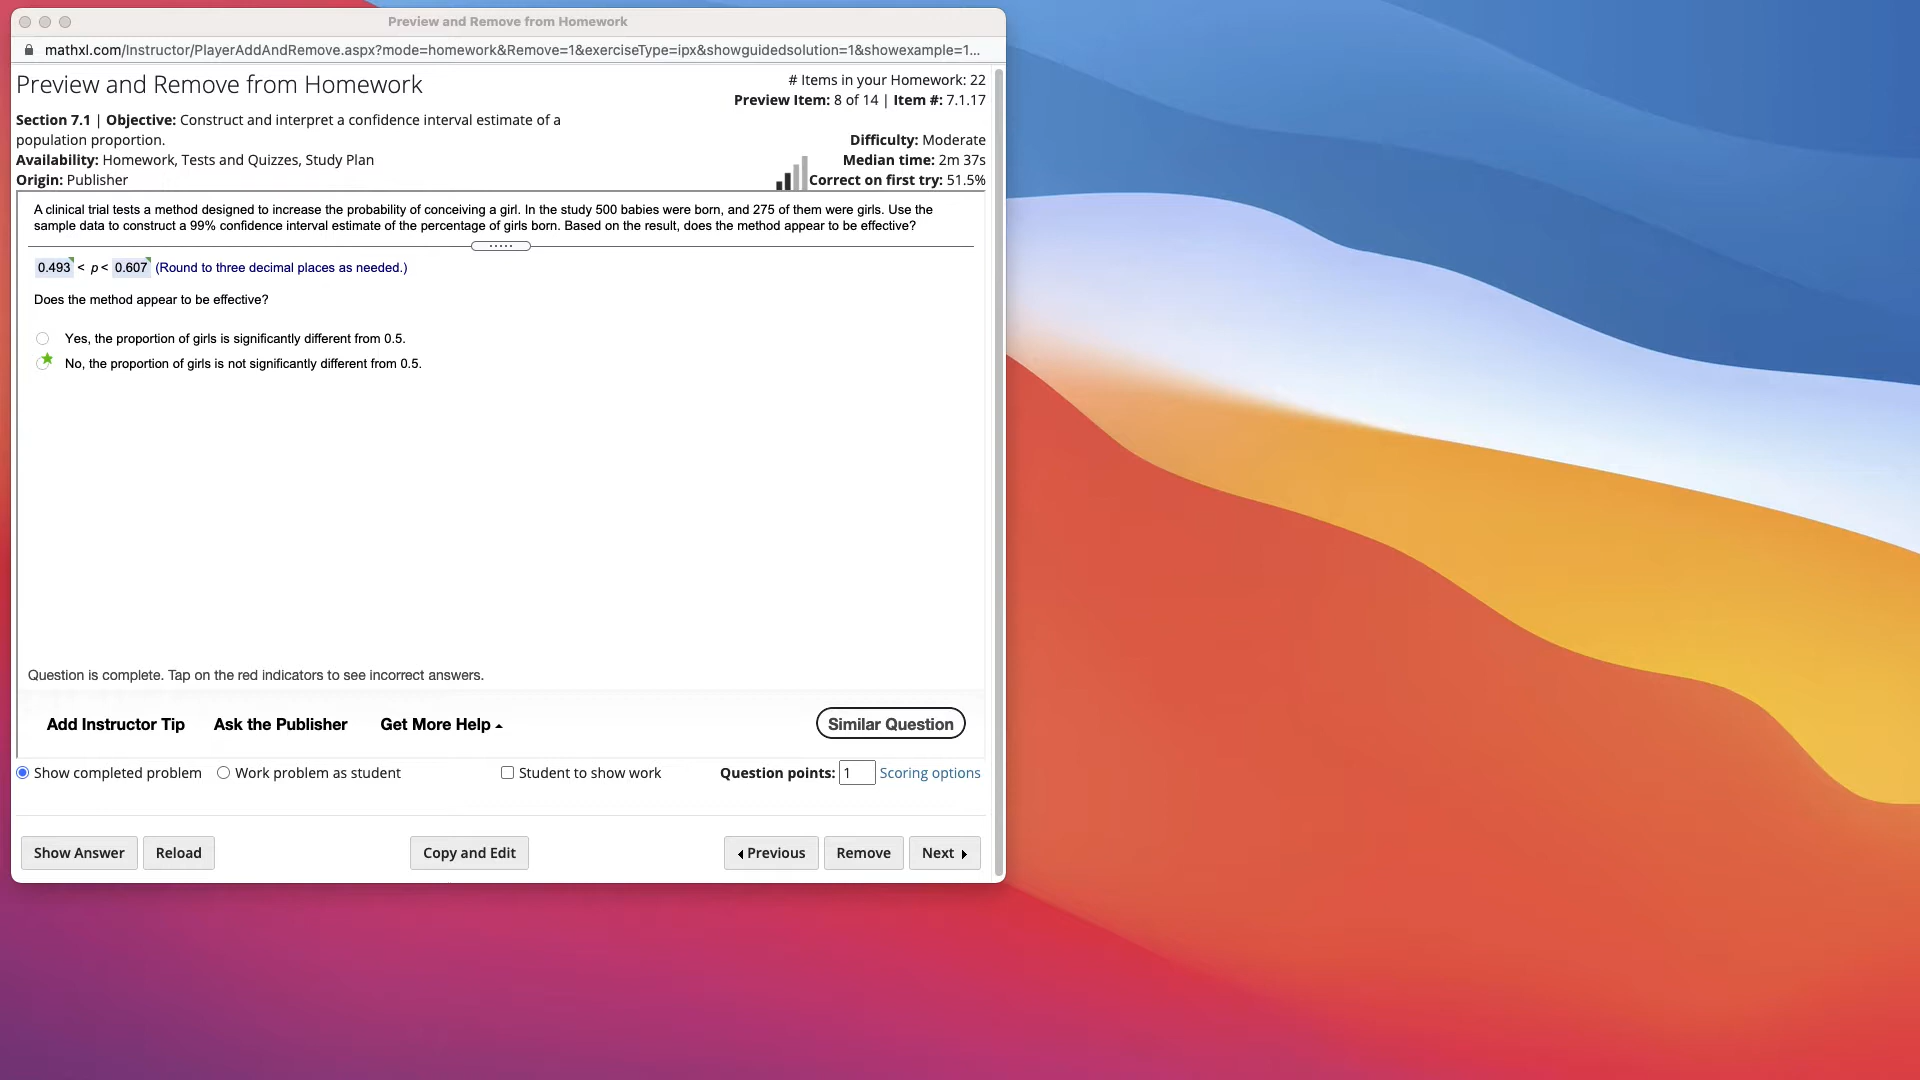 Preview and Remove from Homework
mathxl.com/Instructor/PlayerAddAndRemove.aspx?mode=homework&Remove=1&exerciseType=ipx&showguidedsolution=1&showexample=1...
Preview and Remove from Homework
# Items in your Homework: 22
Preview Item: 8 of 14 | Item #: 7.1.17
Section 7.1 | Objective: Construct and interpret a confidence interval estimate of a
population proportion.
Availability: Homework, Tests and Quizzes, Study Plan
Origin: Publisher
Difficulty: Moderate
Median time: 2m 37s
Correct on first try: 51.5%
A clinical trial tests a method designed to increase the probability of conceiving a girl. In the study 500 babies were born, and 275 of them were girls. Use the
sample data to construct a 99% confidence interval estimate of the percentage of girls born. Based on the result, does the method appear to be effective?
0.493 < p < 0.607 (Round to three decimal places as needed.)
Does the method appear to be effective?
Yes, the proportion of girls is significantly different from 0.5.
No, the proportion of girls is not significantly different from 0.5.
Question is complete. Tap on the red indicators to see incorrect answers.
Add Instructor Tip Ask the Publisher Get More Help Similar Question
Show completed problem Work problem as student Student to show work Question points: 1 Scoring options
Show Answer Reload Copy and Edit Previous Remove Next